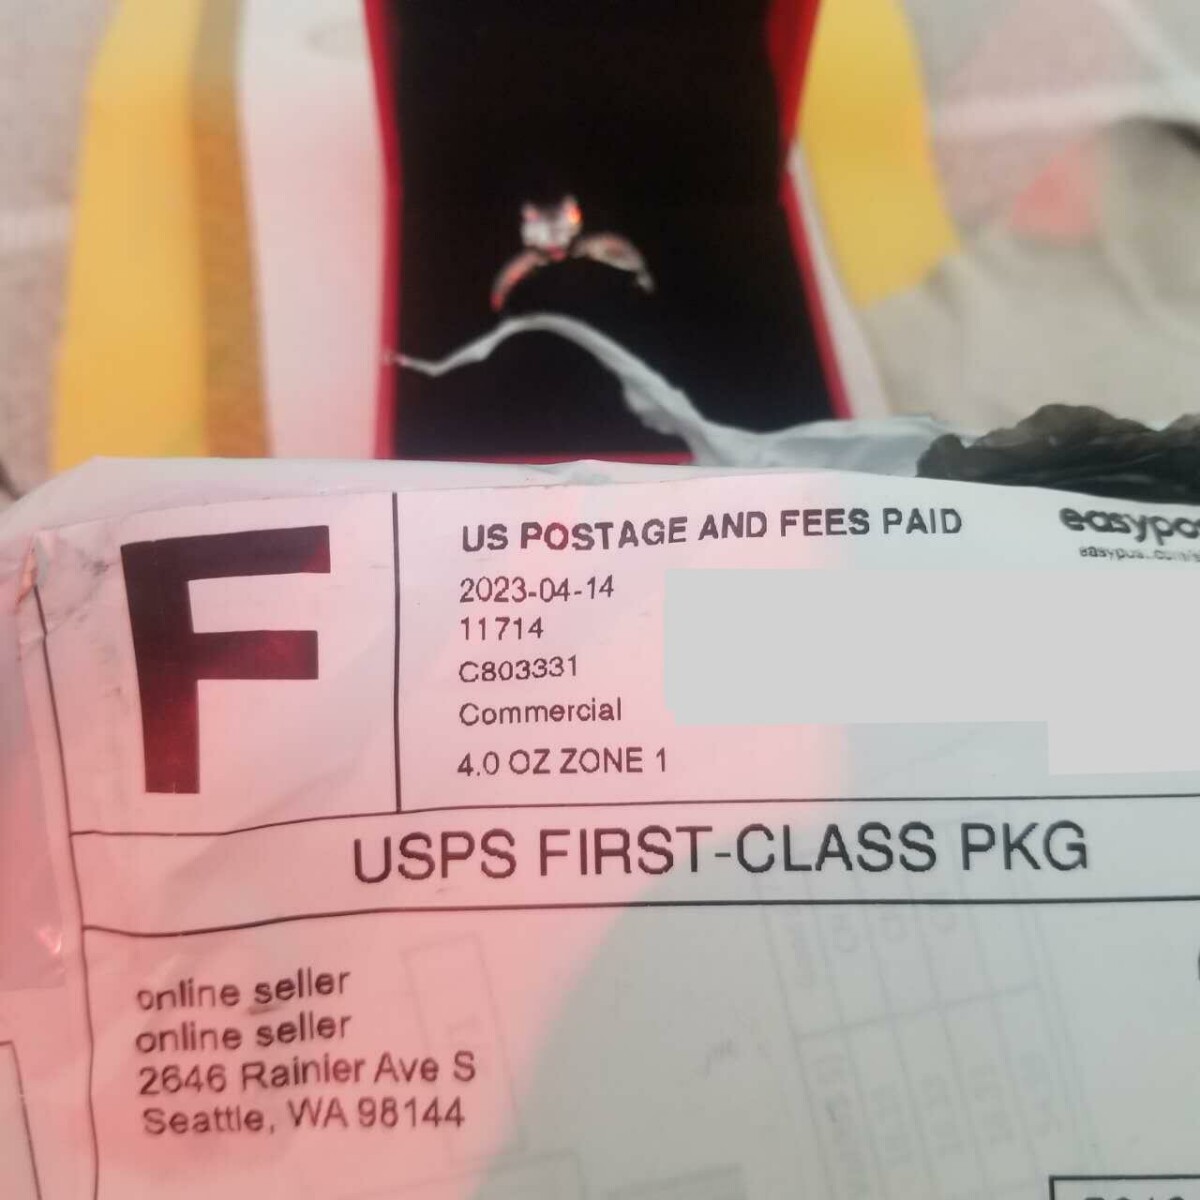 F
US POSTAGE AND FEES PAID
2023-04-14
11714
C803331
Commercial
4.0 OZ ZONE 1
easypo
USPS FIRST-CLASS PKG
online seller
online seller
2646 Rainier Ave S
Seattle, WA 98144